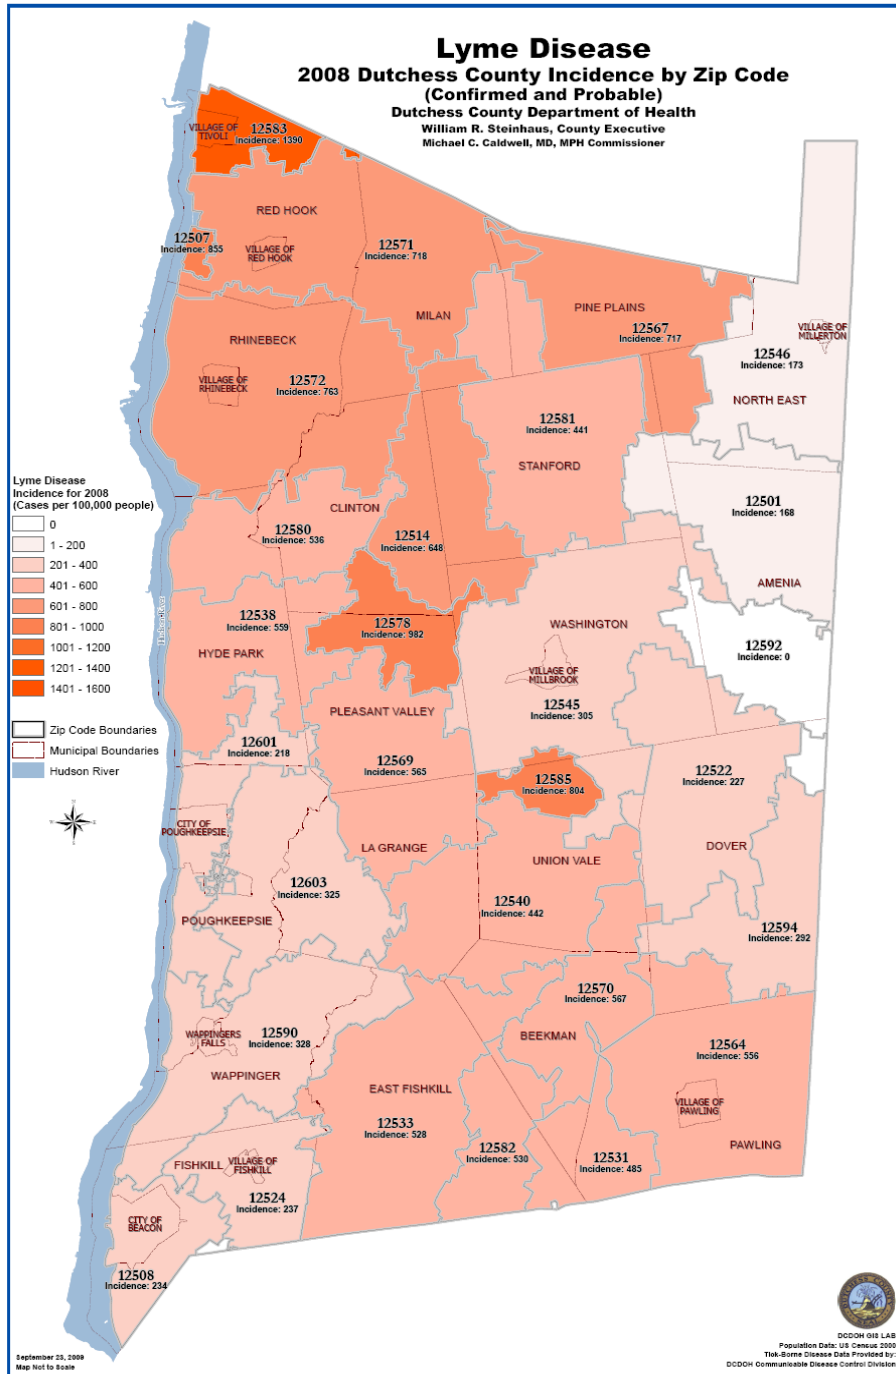 Lyme Disease
2008 Dutchess County Incidence by Zip Code
(Confirmed and Probable)
Dutchess County Department of Health
William R. Steinhaus, County Executive
Michael C. Caldwell, MD, MPH Commissioner
VILLAGE OF
TIVOLI
12583
Incidence: 1390
RED HOOK
12507
Incidence: 855
VILLAGE OF
RED HOOK
12571
Incidence: 718
MILAN
PINE PLAINS
12567
Incidence: 717
VILLAGE OF
MILLERTON
12546
Incidence: 173
NORTH EAST
RHINEBECK
VILLAGE OF
RHINEBECK
12572
Incidence: 763
12581
Incidence: 441
STANFORD
Lyme Disease
Incidence for 2008
(Cases per 100,000 people)
0
1 - 200
201 - 400
401 - 600
601 - 800
801 - 1000
1001 - 1200
1201 - 1400
1401 - 1600
Zip Code Boundaries
Municipal Boundaries
Hudson River
CLINTON
12580
Incidence: 536
12514
Incidence: 648
12501
Incidence: 168
AMENIA
Hudson River
12538
Incidence: 559
HYDE PARK
12578
Incidence: 982
WASHINGTON
VILLAGE OF
MILLBROOK
12545
Incidence: 305
12592
Incidence: 0
PLEASANT VALLEY
12601
Incidence: 218
12569
Incidence: 565
12585
Incidence: 804
12522
Incidence: 227
CITY OF
POUGHKEEPSIE
LA GRANGE
UNION VALE
DOVER
12603
Incidence: 325
POUGHKEEPSIE
12540
Incidence: 442
12594
Incidence: 292
12570
Incidence: 567
BEEKMAN
WAPPINGERS
FALLS
12590
Incidence: 328
WAPPINGER
12564
Incidence: 556
VILLAGE OF
PAWLING
PAWLING
EAST FISHKILL
12533
Incidence: 528
12582
Incidence: 530
12531
Incidence: 485
FISHKILL
VILLAGE OF
FISHKILL
12524
Incidence: 237
CITY OF
BEACON
12508
Incidence: 234
September 23, 2009
Map Not to Scale
DCDOH GIS LAB
Population Data: US Census 2000
Tick-Borne Disease Data Provided by:
DCDOH Communicable Disease Control Division